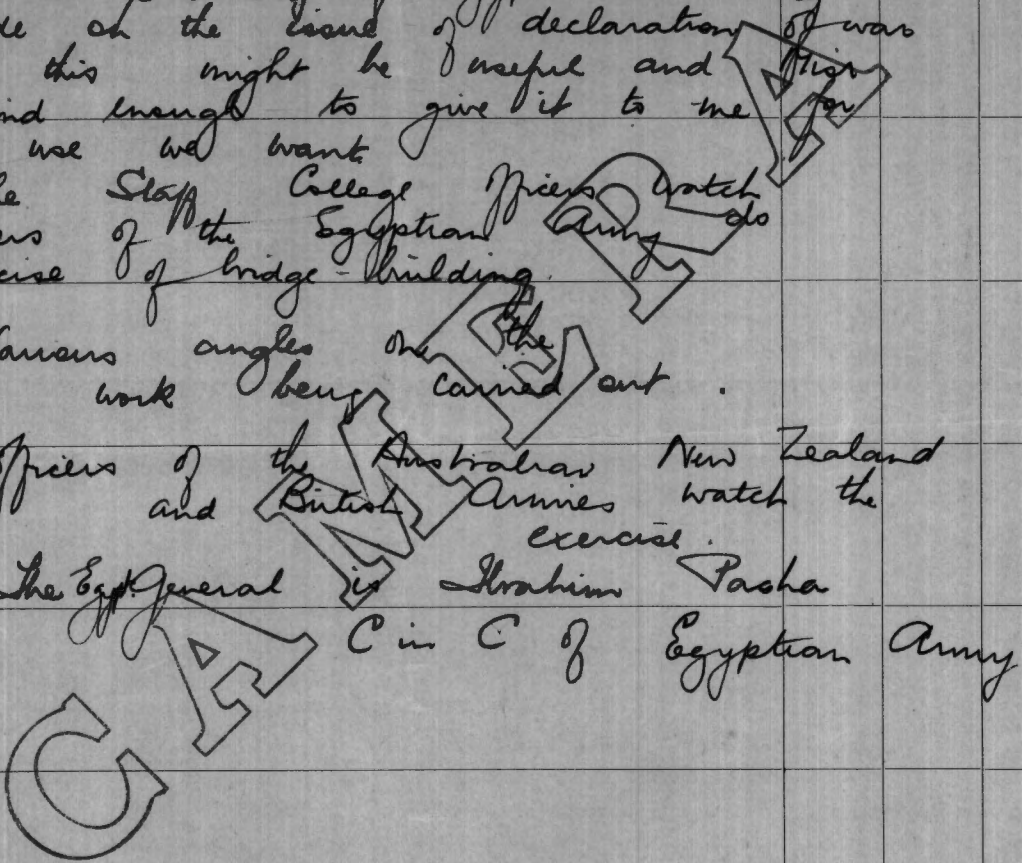 on the issue of declaration of war
this might be useful and
enough to give it to me for
use we want
Staff College Officers watch
of the Egyptian Army do
of bridge-building.
angles on the
work being carried out.
Officers of the Australian New Zealand
and British Armies watch the
exercise.
The Egypt. General is Ibrahim Pasha
C in C of Egyptian Army
CAMERA